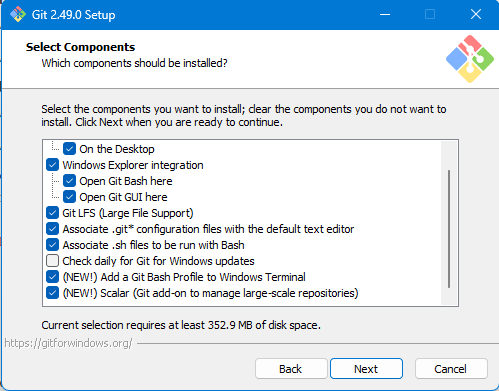 Git 2.49.0 Setup
Select Components
Which components should be installed?
Select the components you want to install; clear the components you do not want to
install. Click Next when you are ready to continue.
On the Desktop
Windows Explorer integration
Open Git Bash here
Open Git GUI here
Git LFS (Large File Support)
Associate .git* configuration files with the default text editor
Associate .sh files to be run with Bash
Check daily for Git for Windows updates
(NEW!) Add a Git Bash Profile to Windows Terminal
(NEW!) Scalar (Git add-on to manage large-scale repositories)
Current selection requires at least 352.9 MB of disk space.
https://gitforwindows.org/
Back
Next
Cancel